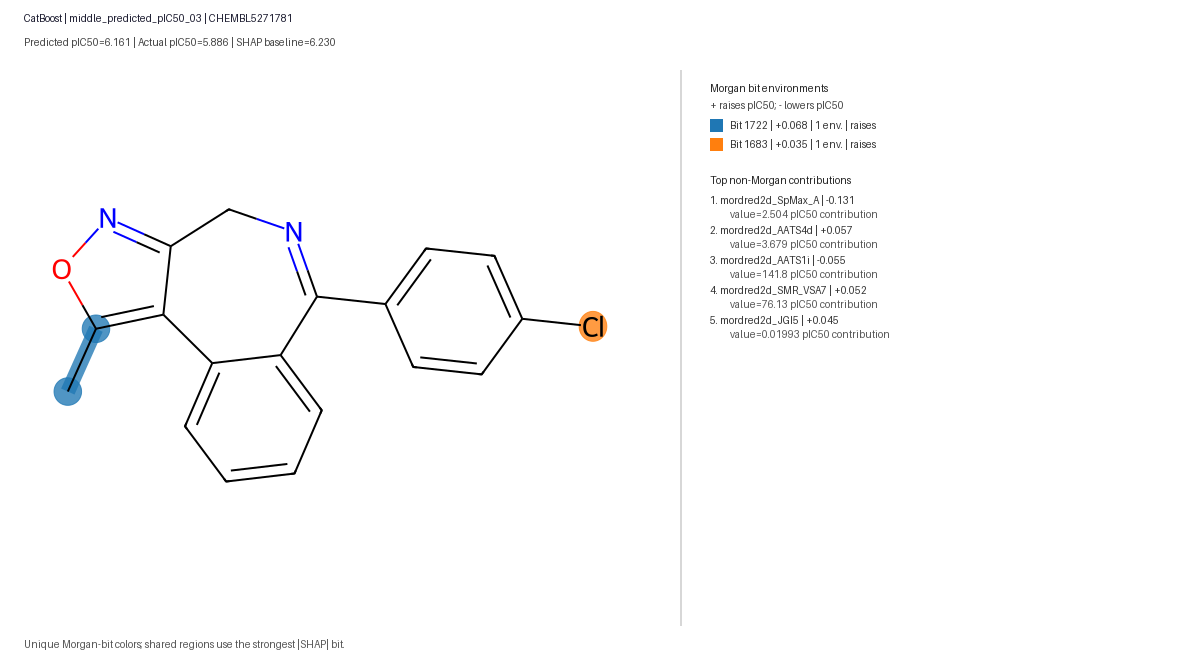 CatBoost | middle_predicted_pIC50_03 | CHEMBL5271781
Predicted pIC50=6.161 | Actual pIC50=5.886 | SHAP baseline=6.230
N
O
N
Cl
Morgan bit environments
+ raises pIC50; - lowers pIC50
Bit 1722 | +0.068 | 1 env. | raises
Bit 1683 | +0.035 | 1 env. | raises
Top non-Morgan contributions
1. mordred2d_SpMax_A | -0.131
value=2.504 pIC50 contribution
2. mordred2d_AATS4d | +0.057
value=3.679 pIC50 contribution
3. mordred2d_AATS1i | -0.055
value=141.8 pIC50 contribution
4. mordred2d_SMR_VSA7 | +0.052
value=76.13 pIC50 contribution
5. mordred2d_JGI5 | +0.045
value=0.01993 pIC50 contribution
Unique Morgan-bit colors; shared regions use the strongest |SHAP| bit.